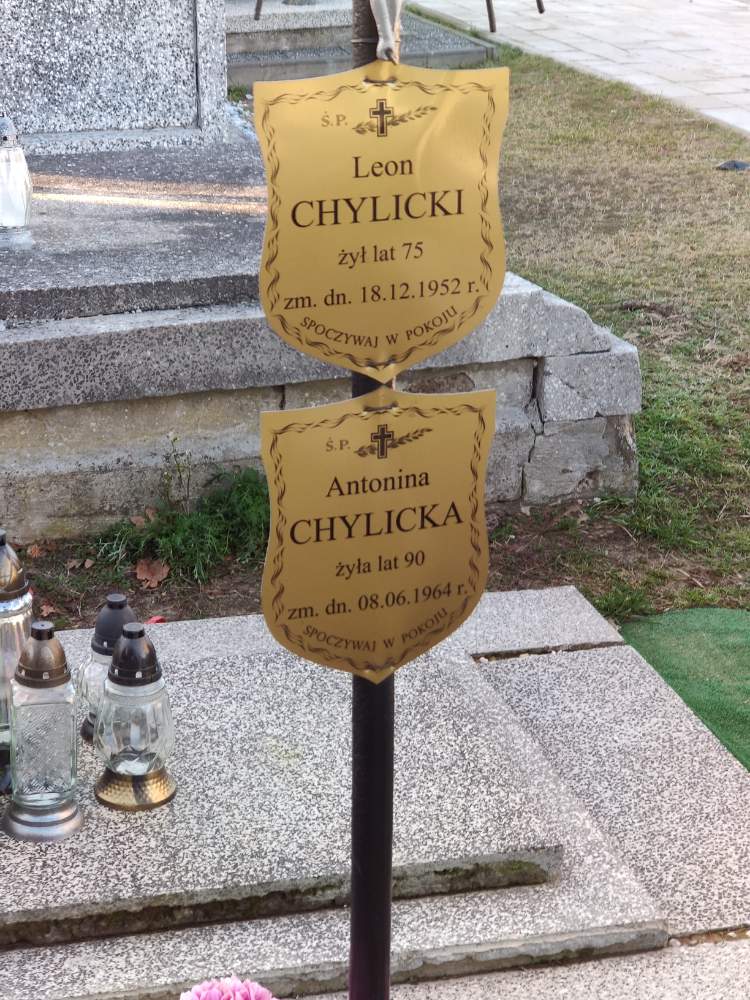 Ś.P.
Leon
CHYLICKI
żył lat 75
zm. dn. 18.12.1952 r.
SPOCZYWAJ W POKOJU
Ś.P.
Antonina
CHYLICKA
żyła lat 90
zm. dn. 08.06.1964 r.
SPOCZYWAJ W POKOJU